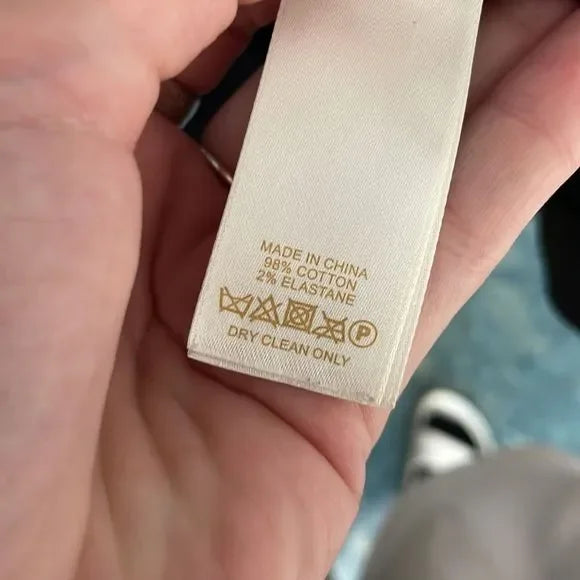 MADE IN CHINA
98% COTTON
2% ELASTANE
P
DRY CLEAN ONLY